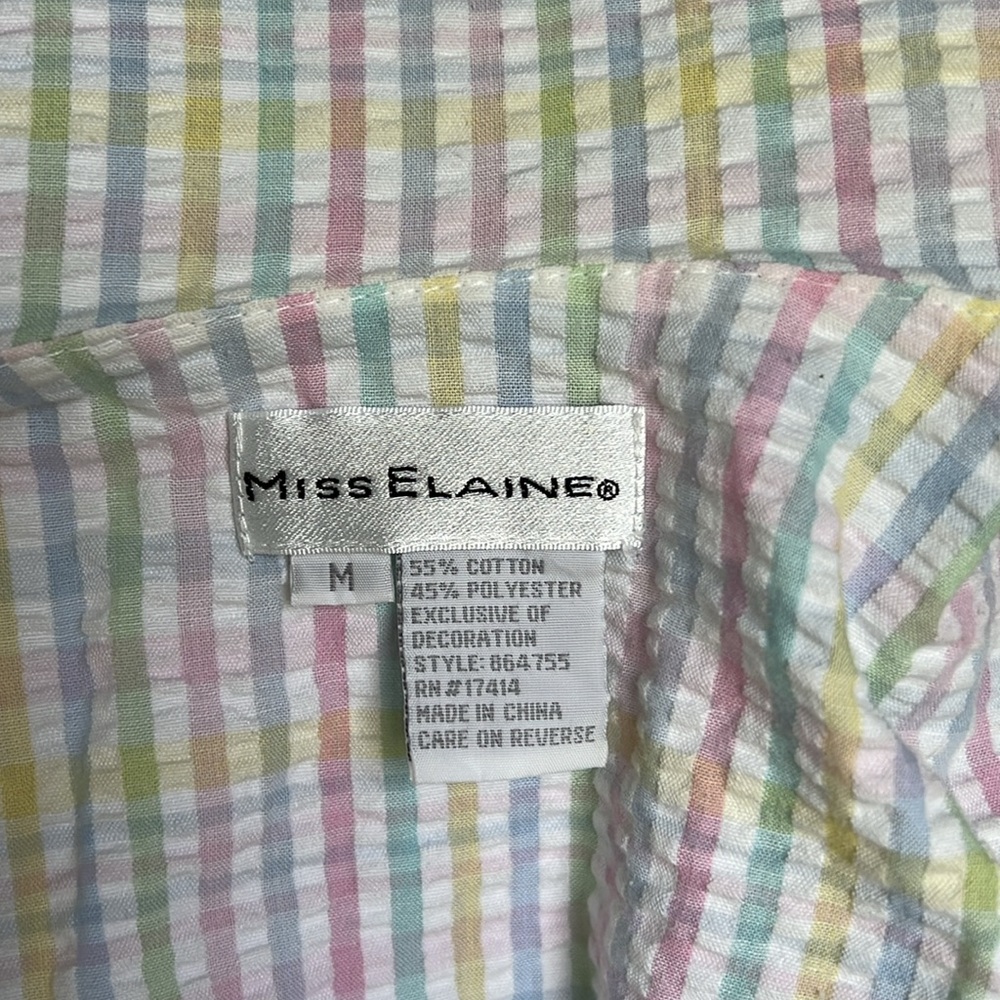 MISS ELAINE®
M
55% COTTON
45% POLYESTER
EXCLUSIVE OF
DECORATION
STYLE: 864755
RN #17414
MADE IN CHINA
CARE ON REVERSE